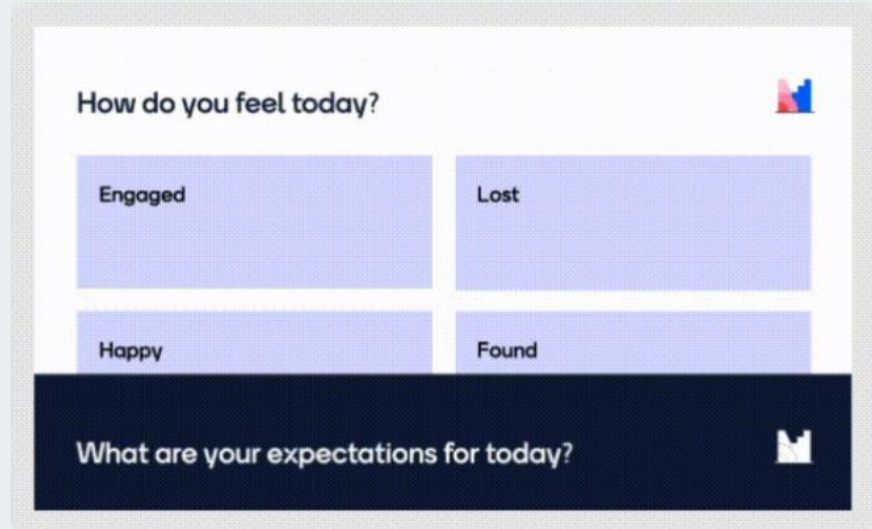 How do you feel today?
Engaged
Lost
Happy
Found
What are your expectations for today?